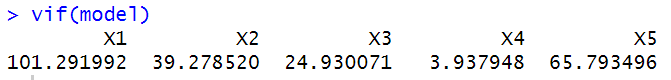 > vif(model)
X1 X2 X3 X4 X5
101.291992 39.278520 24.930071 3.937948 65.793496